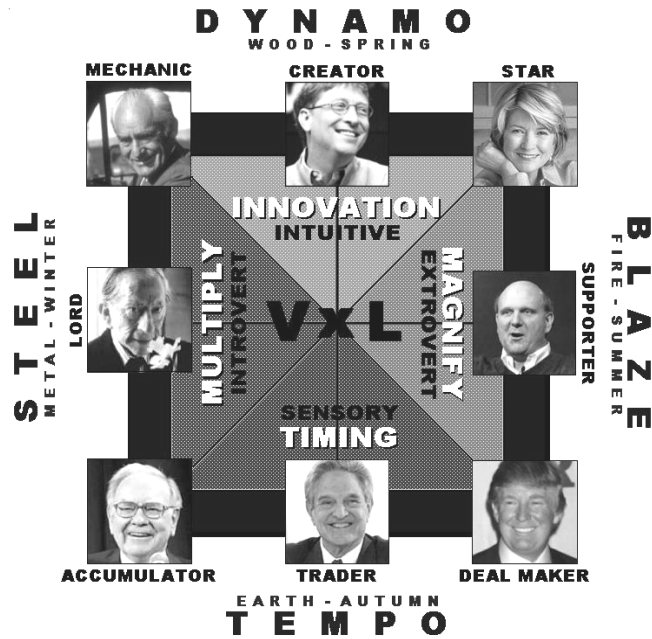 DYNAMO
WOOD - SPRING
MECHANIC
CREATOR
STAR
INNOVATION
INTUITIVE
STEEL
METAL - WINTER
LORD
MULTIPLY
INTROVERT
VxL
EXTROVERT
MAGNIFY
SUPPORTER
FIRE - SUMMER
BLAZE
SENSORY
TIMING
ACCUMULATOR
TRADER
DEAL MAKER
EARTH - AUTUMN
TEMPO